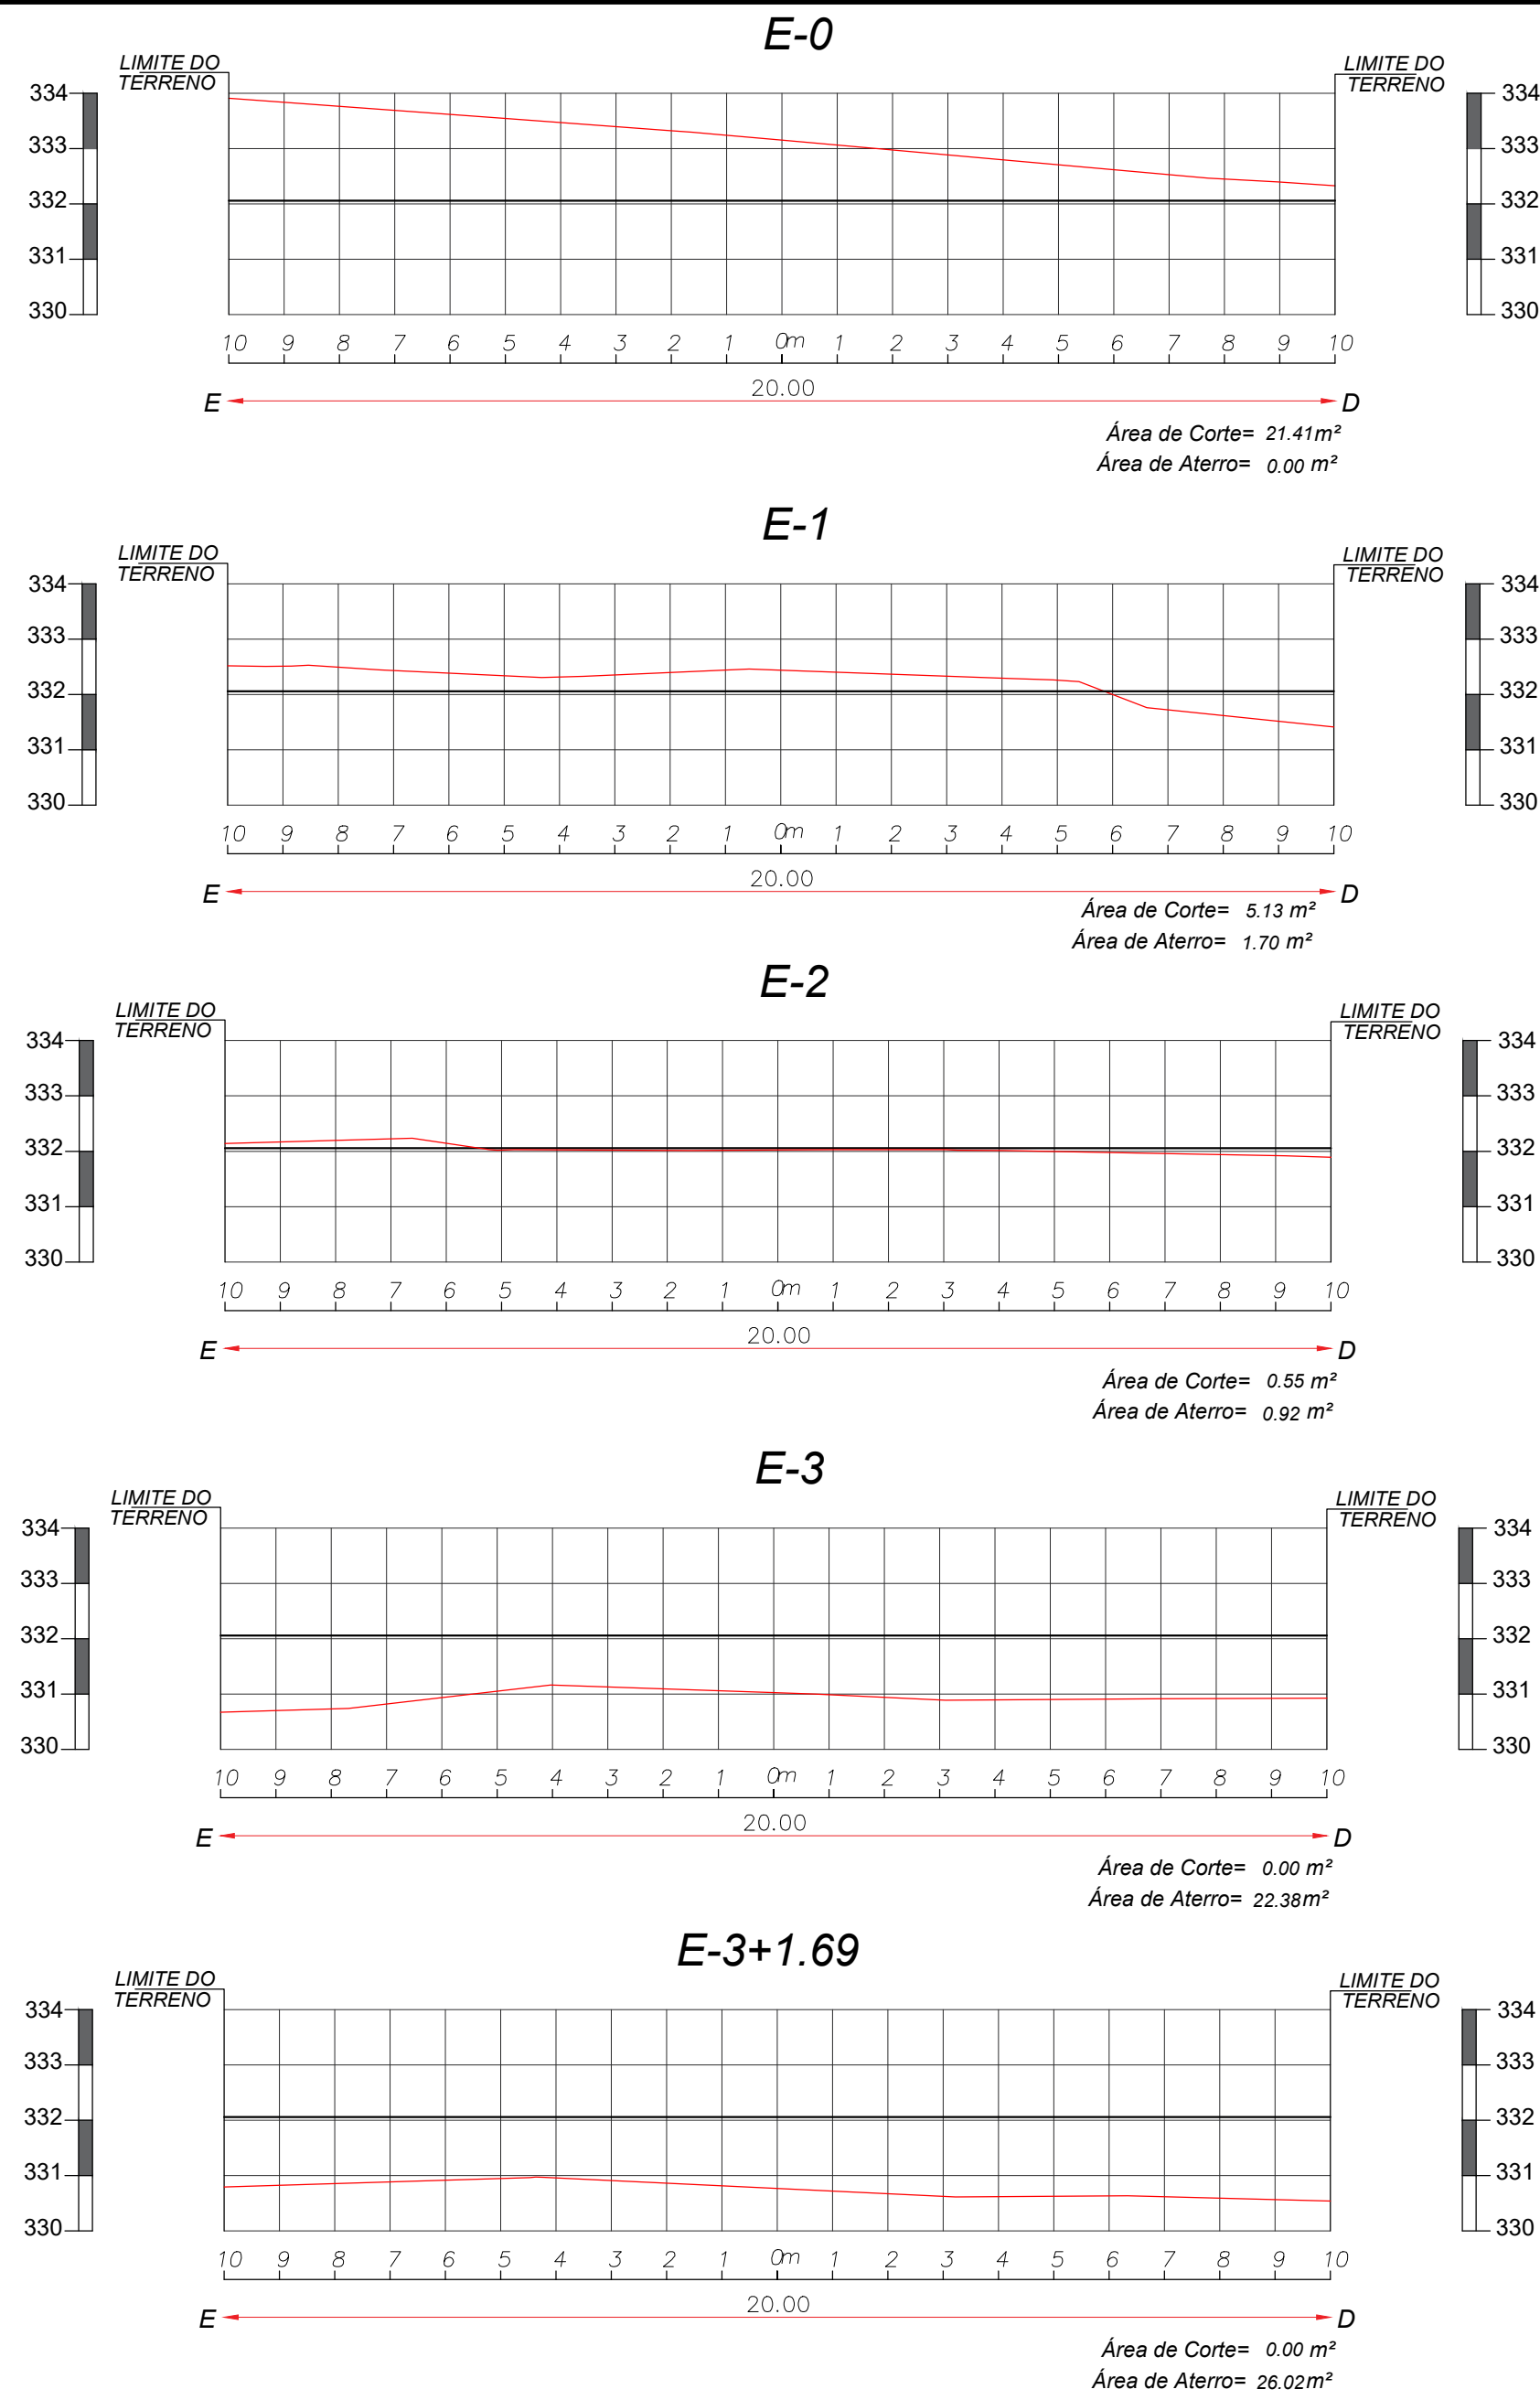 E-0
LIMITE DO
TERRENO
LIMITE DO
TERRENO
334
333
332
331
330
334
333
332
331
330
10 9 8 7 6 5 4 3 2 1 0m 1 2 3 4 5 6 7 8 9 10
20.00
E D
Área de Corte= 21.41m²
Área de Aterro= 0.00 m²
E-1
LIMITE DO
TERRENO
LIMITE DO
TERRENO
334
333
332
331
330
334
333
332
331
330
10 9 8 7 6 5 4 3 2 1 0m 1 2 3 4 5 6 7 8 9 10
20.00
E D
Área de Corte= 5.13 m²
Área de Aterro= 1.70 m²
E-2
LIMITE DO
TERRENO
LIMITE DO
TERRENO
334
333
332
331
330
334
333
332
331
330
10 9 8 7 6 5 4 3 2 1 0m 1 2 3 4 5 6 7 8 9 10
20.00
E D
Área de Corte= 0.55 m²
Área de Aterro= 0.92 m²
E-3
LIMITE DO
TERRENO
LIMITE DO
TERRENO
334
333
332
331
330
334
333
332
331
330
10 9 8 7 6 5 4 3 2 1 0m 1 2 3 4 5 6 7 8 9 10
20.00
E D
Área de Corte= 0.00 m²
Área de Aterro= 22.38m²
E-3+1.69
LIMITE DO
TERRENO
LIMITE DO
TERRENO
334
333
332
331
330
334
333
332
331
330
10 9 8 7 6 5 4 3 2 1 0m 1 2 3 4 5 6 7 8 9 10
20.00
E D
Área de Corte= 0.00 m²
Área de Aterro= 26.02m²